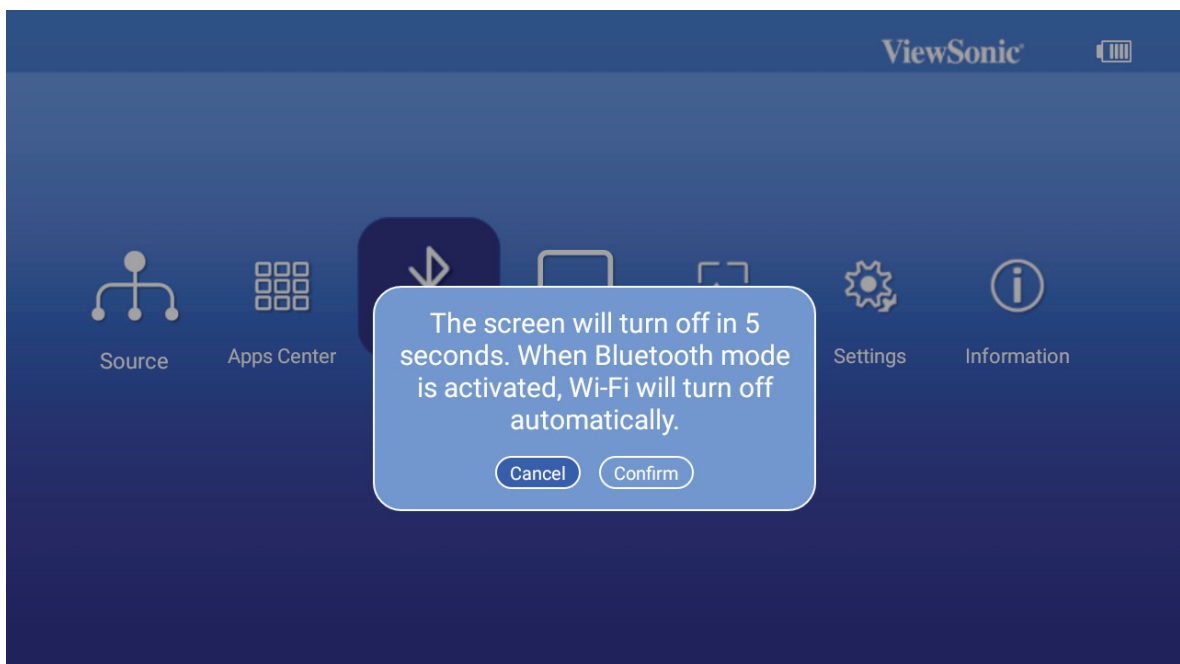 ViewSonic
The screen will turn off in 5
seconds. When Bluetooth mode
is activated, Wi-Fi will turn off
automatically.
Cancel Confirm
Source Apps Center Settings Information